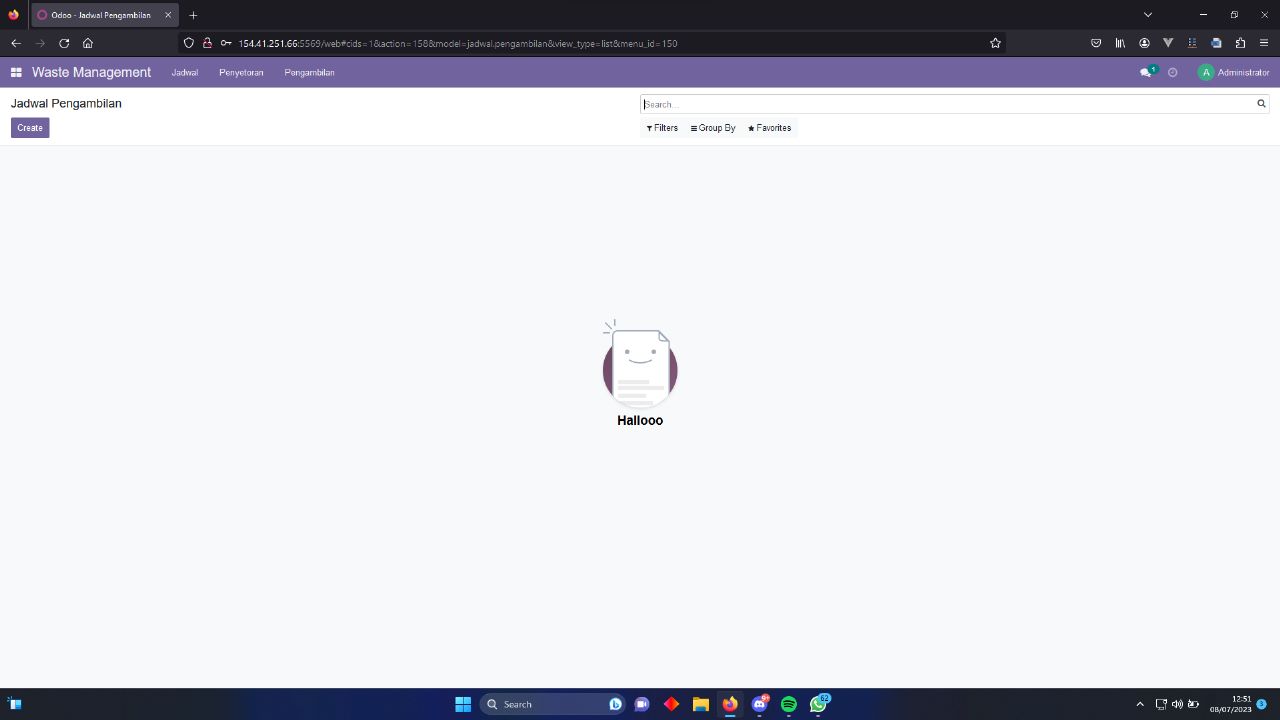 Odoo - Jadwal Pengambilan
154.41.251.66:5569/web#cids=1&action=158&model=jadwal.pengambilan&view_type=list&menu_id=150
Waste Management Jadwal Penyetoran Pengambilan 1 A Administrator
Jadwal Pengambilan
Search...
Create
Filters Group By Favorites
Hallooo
Search 9+ 62
12:51
08/07/2023 3